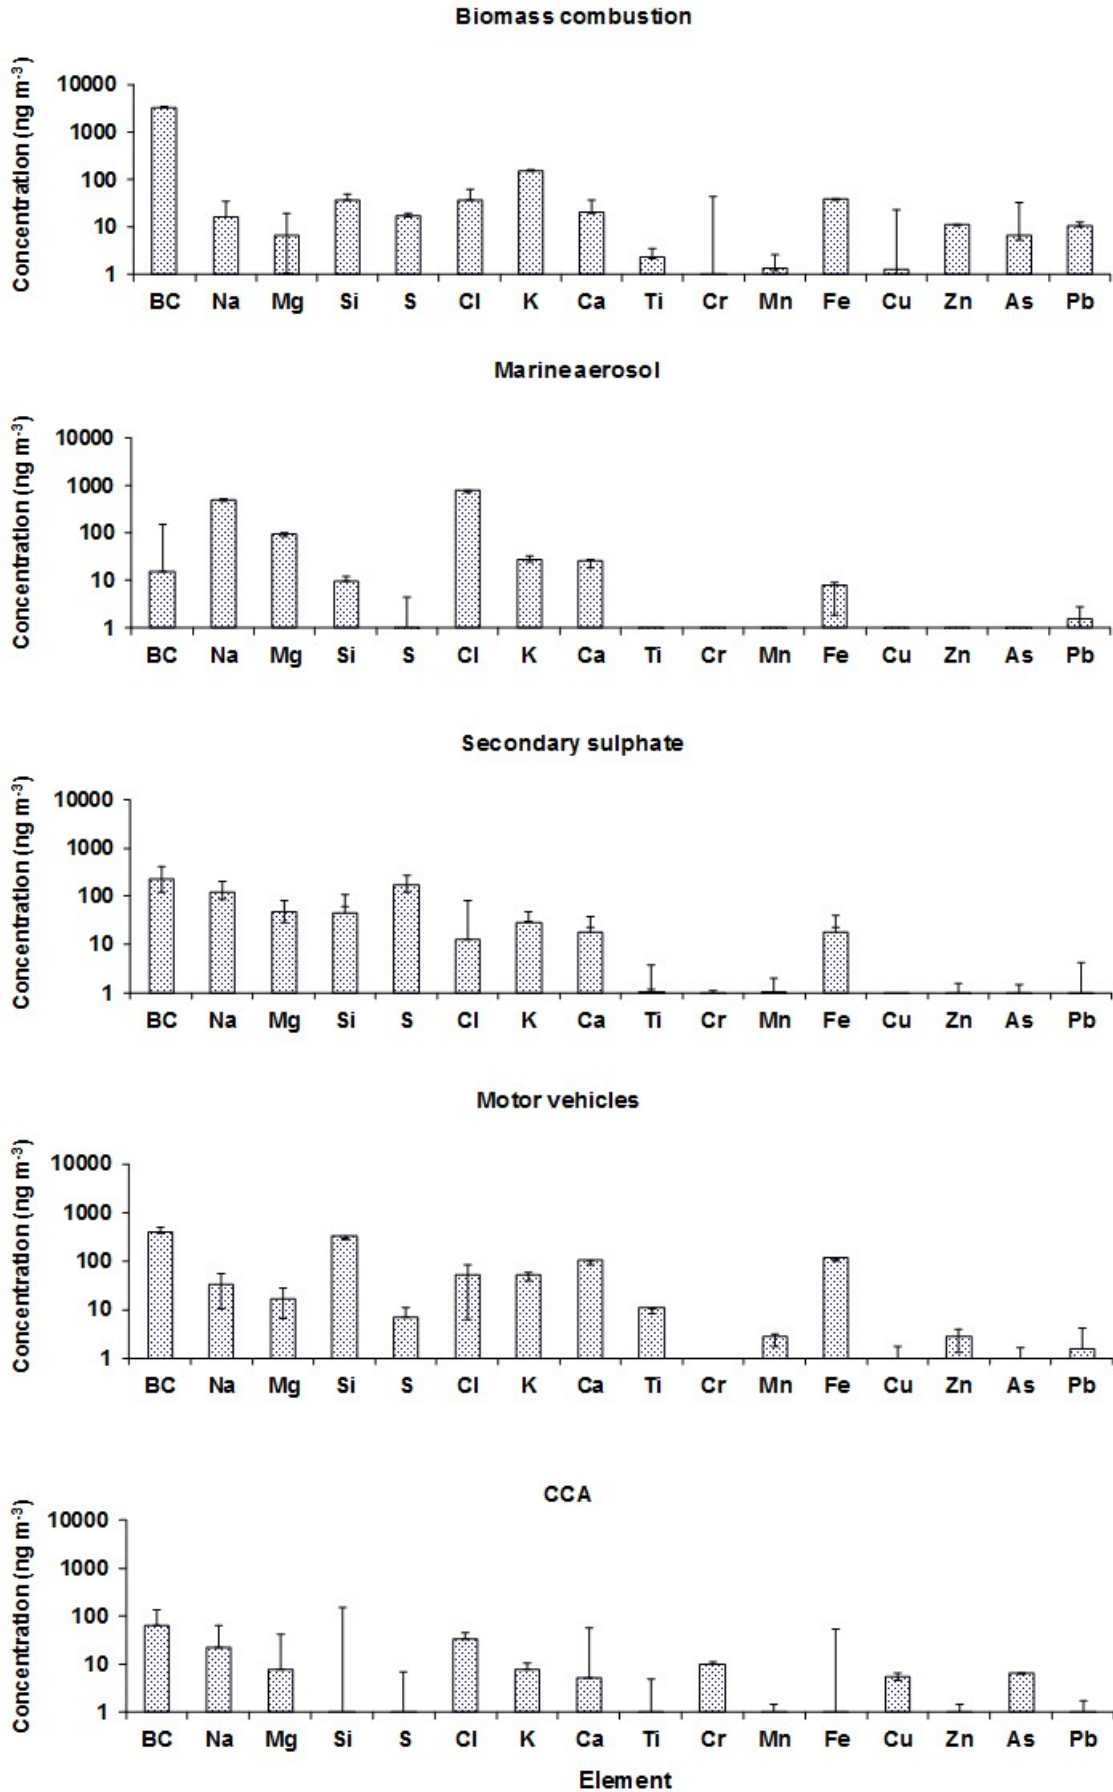 Biomass combustion
Concentration (ng m-3)
10000
1000
100
10
1
BC Na Mg Si S Cl K Ca Ti Cr Mn Fe Cu Zn As Pb
Marine aerosol
Concentration (ng m-3)
10000
1000
100
10
1
BC Na Mg Si S Cl K Ca Ti Cr Mn Fe Cu Zn As Pb
Secondary sulphate
Concentration (ng m-3)
10000
1000
100
10
1
BC Na Mg Si S Cl K Ca Ti Cr Mn Fe Cu Zn As Pb
Motor vehicles
Concentration (ng m-3)
10000
1000
100
10
1
BC Na Mg Si S Cl K Ca Ti Cr Mn Fe Cu Zn As Pb
CCA
Concentration (ng m-3)
10000
1000
100
10
1
BC Na Mg Si S Cl K Ca Ti Cr Mn Fe Cu Zn As Pb
Element